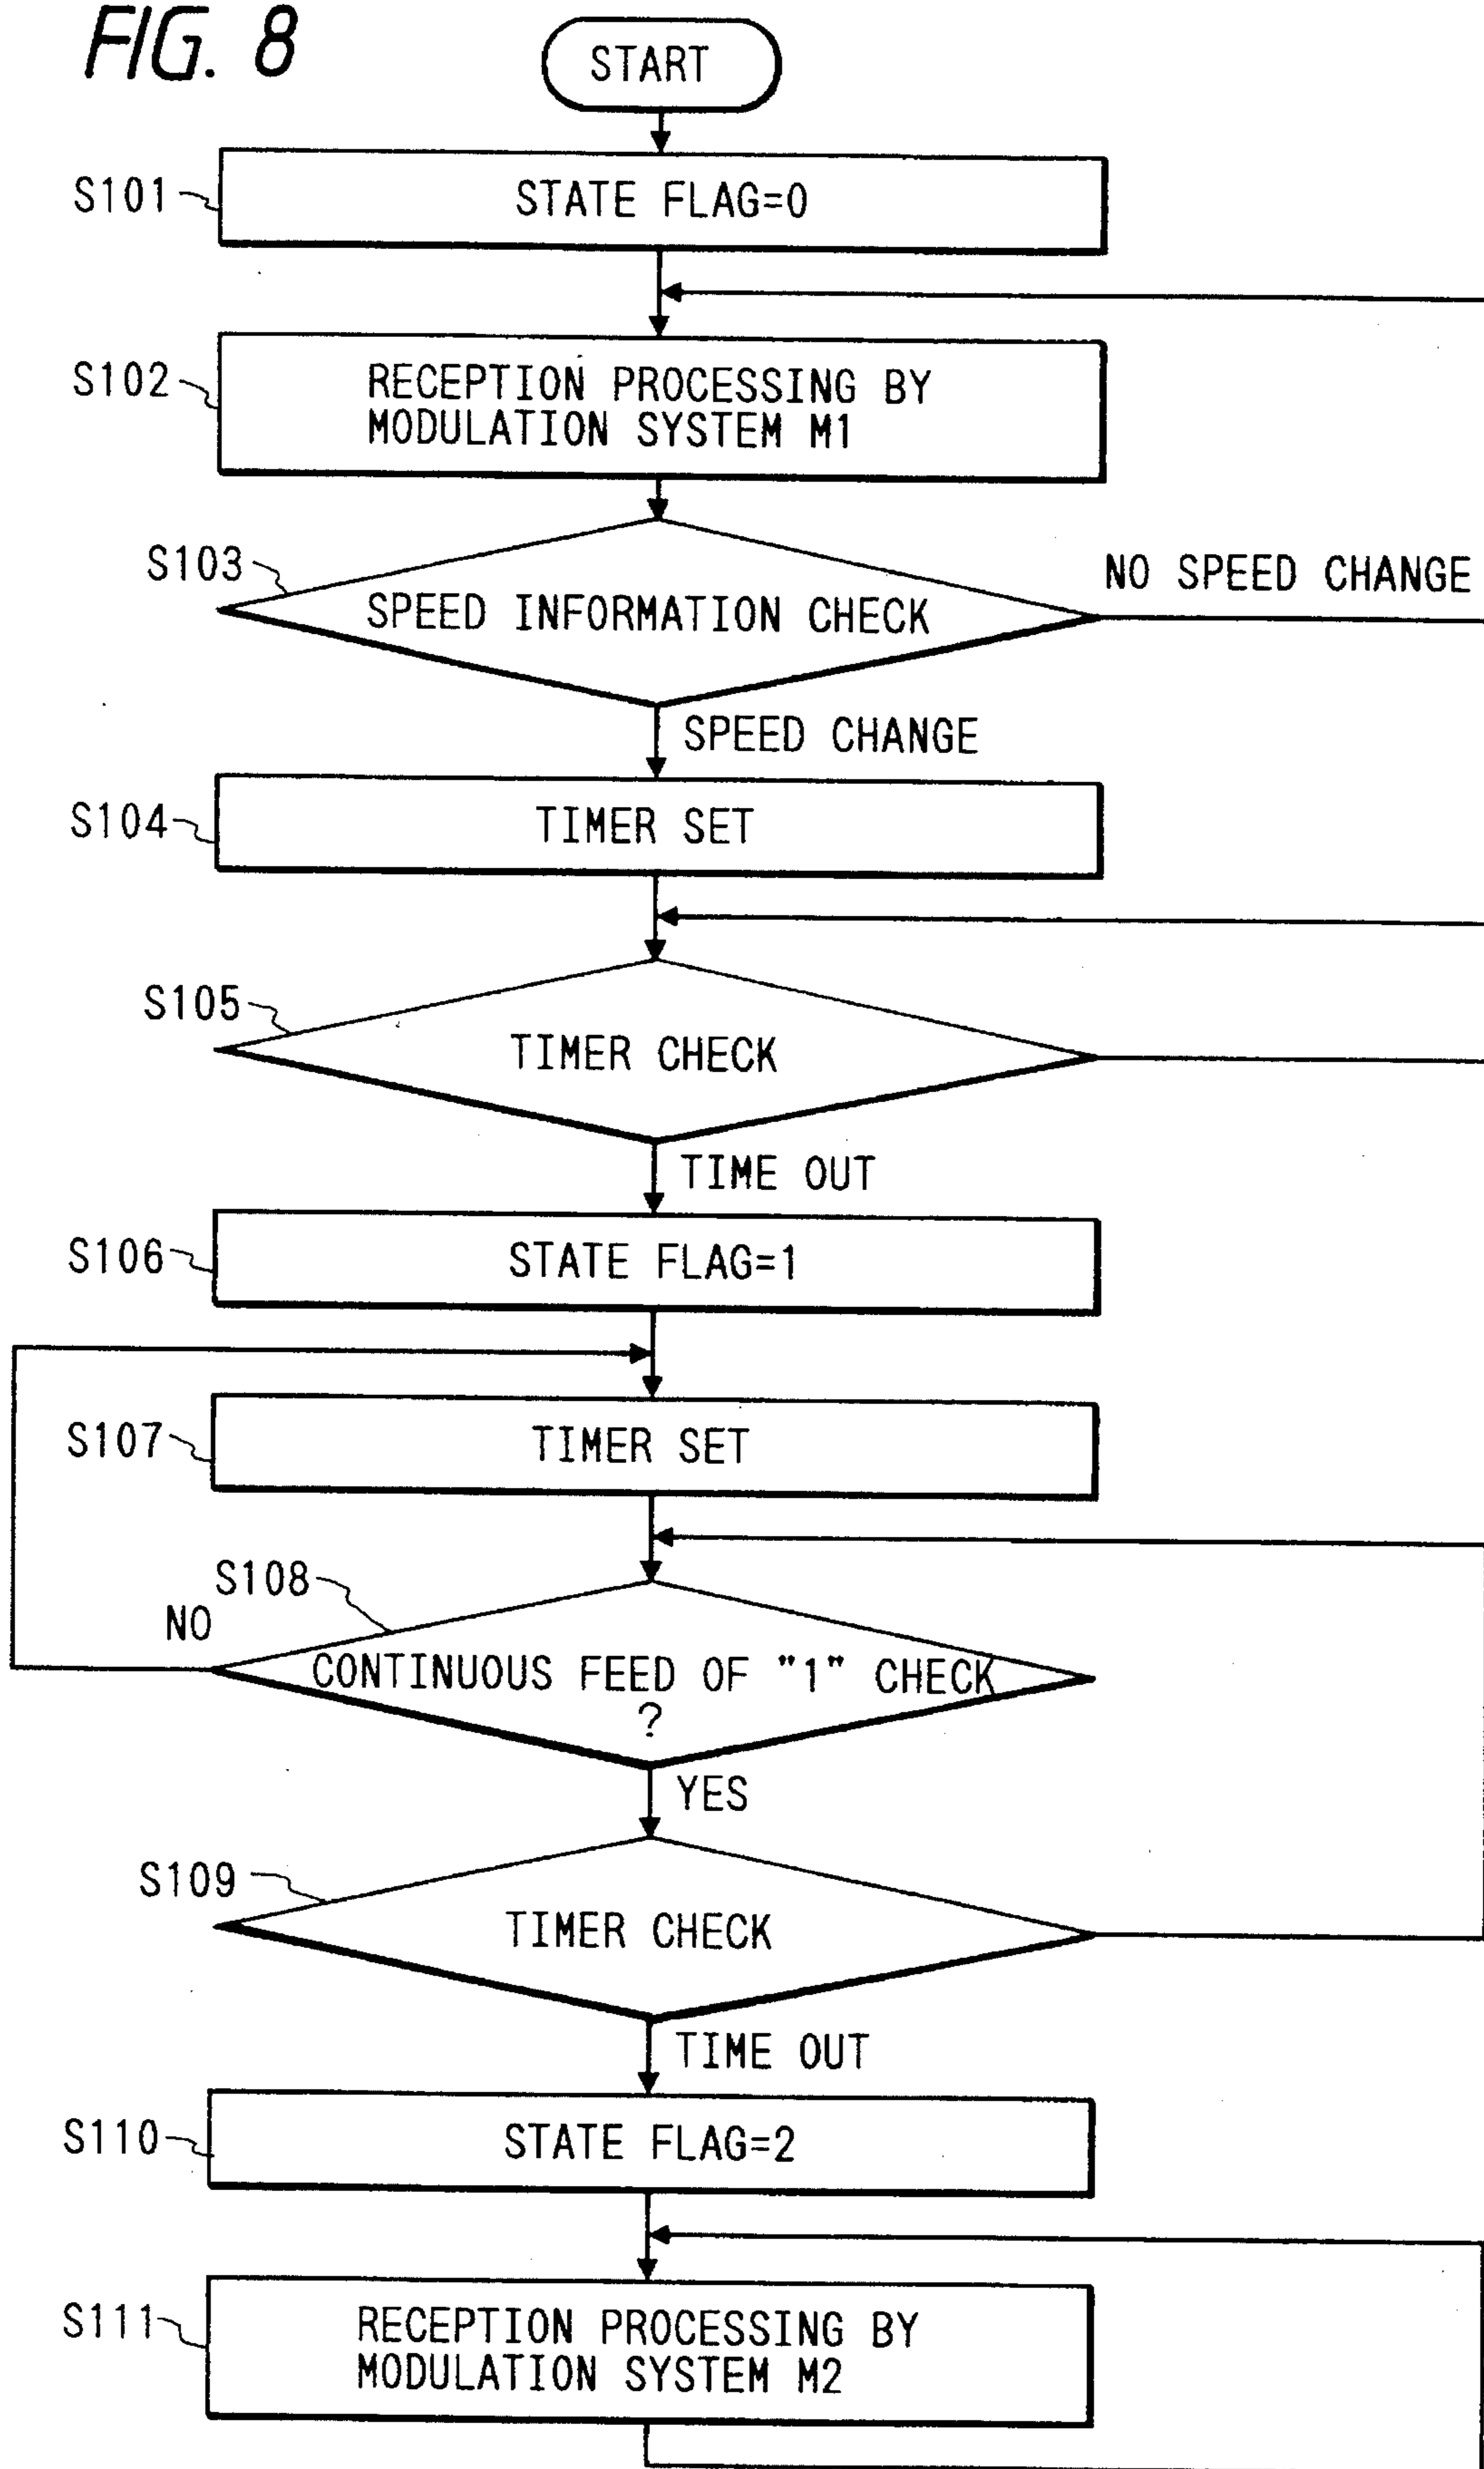 FIG. 8
START
S101
STATE FLAG=0
S102
RECEPTION PROCESSING BY
MODULATION SYSTEM M1
S103
SPEED INFORMATION CHECK
NO SPEED CHANGE
SPEED CHANGE
S104
TIMER SET
S105
TIMER CHECK
TIME OUT
S106
STATE FLAG=1
S107
TIMER SET
S108
NO
CONTINUOUS FEED OF "1" CHECK
?
YES
S109
TIMER CHECK
TIME OUT
S110
STATE FLAG=2
S111
RECEPTION PROCESSING BY
MODULATION SYSTEM M2